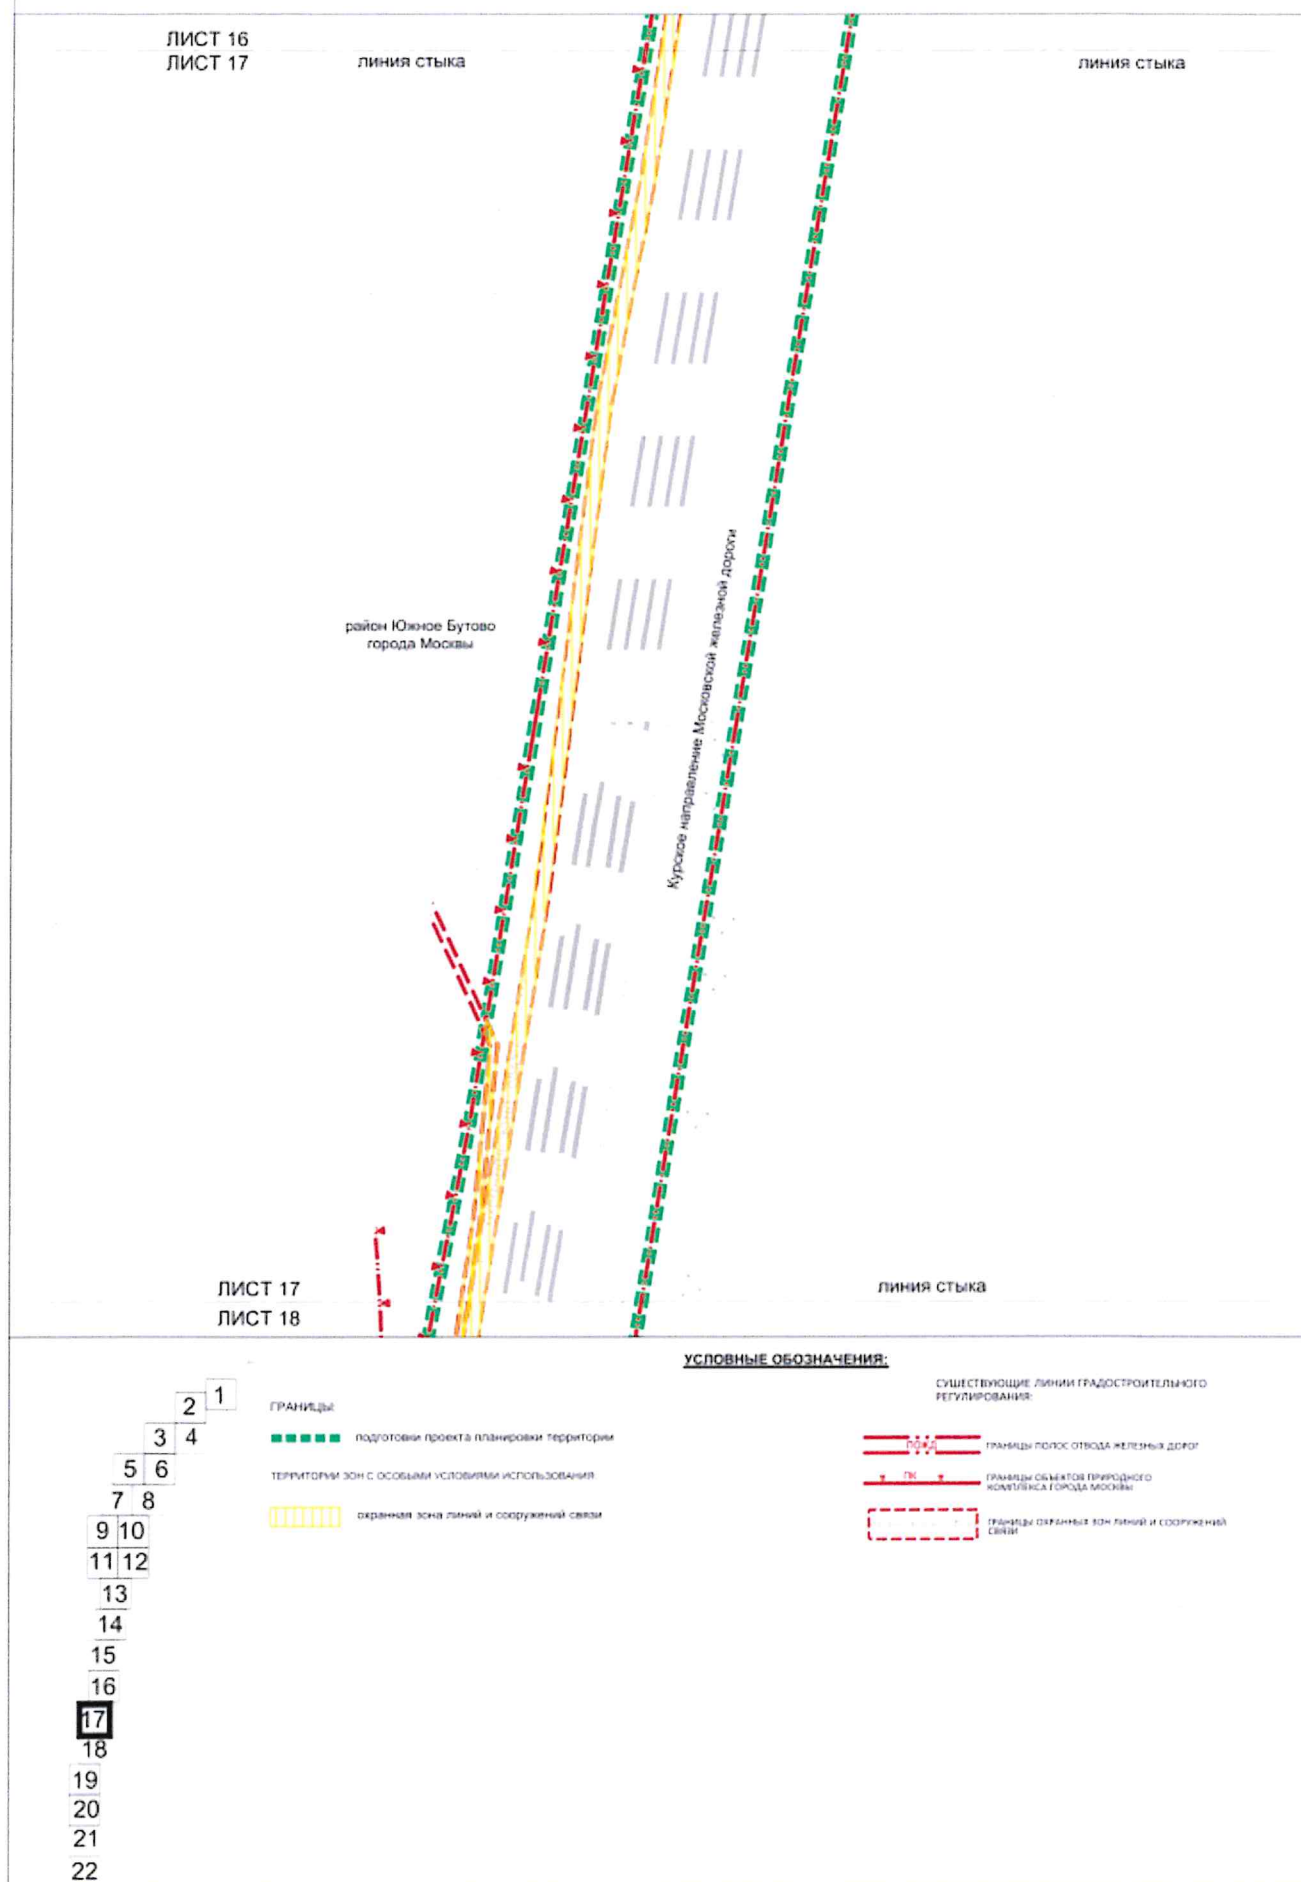 ЛИСТ 16
ЛИСТ 17
линия стыка
линия стыка
район Южное Бутово
города Москвы
Курское направление Московской железной дороги
ЛИСТ 17
ЛИСТ 18
линия стыка
УСЛОВНЫЕ ОБОЗНАЧЕНИЯ:
ГРАНИЦЫ:
подготовки проекта планировки территории
ТЕРРИТОРИИ ЗОН С ОСОБЫМИ УСЛОВИЯМИ ИСПОЛЬЗОВАНИЯ:
охранная зона линий и сооружений связи
СУЩЕСТВУЮЩИЕ ЛИНИИ ГРАДОСТРОИТЕЛЬНОГО
РЕГУЛИРОВАНИЯ:
ПОЖД
ГРАНИЦЫ ПОЛОС ОТВОДА ЖЕЛЕЗНЫХ ДОРОГ
ПК
ГРАНИЦЫ ОБЪЕКТОВ ПРИРОДНОГО
КОМПЛЕКСА ГОРОДА МОСКВЫ
ГРАНИЦЫ ОХРАННЫХ ЗОН ЛИНИЙ И СООРУЖЕНИЙ
СВЯЗИ
1
2
3 4
5 6
7 8
9 10
11 12
13
14
15
16
17
18
19
20
21
22